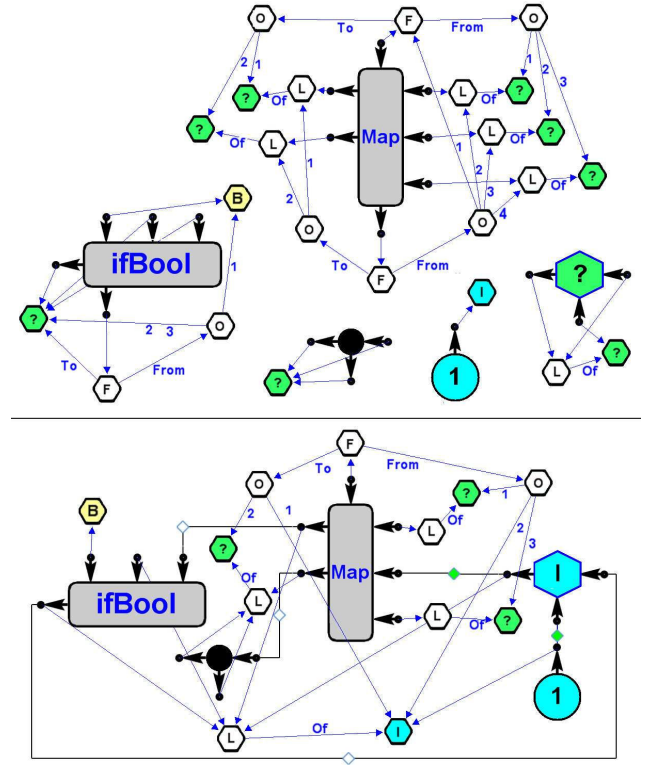 O
To
F
From
O
2
1
1
2
3
?
L
Of
L
Of
?
?
Of
L
Map
L
Of
?
1
1
2
L
Of
?
B
2
3
4
O
O
ifBool
1
To
F
From
?
I
?
2
3
O
?
To
From
L
Of
F
?
1
F
To
From
O
O
B
2
1
?
1
L
Of
2
3
?
Map
I
Of
ifBool
L
L
Of
?
1
L
Of
I